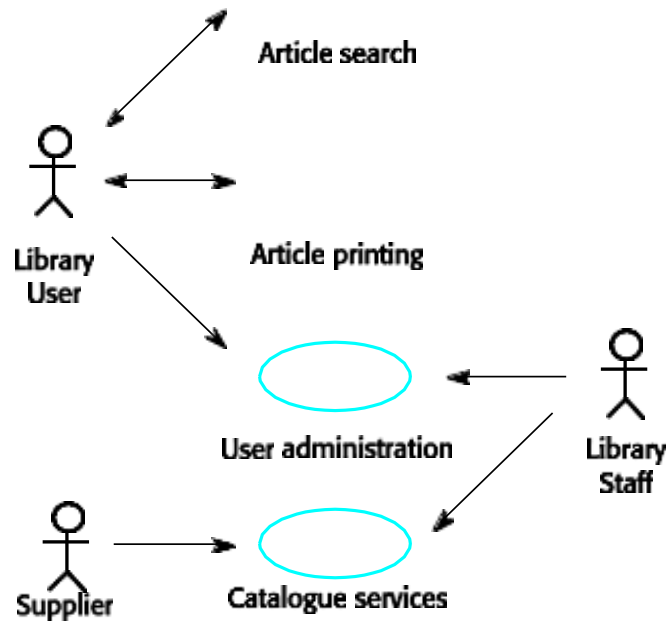 Article search
Article printing
Library
User
User administration
Library
Staff
Supplier
Catalogue services